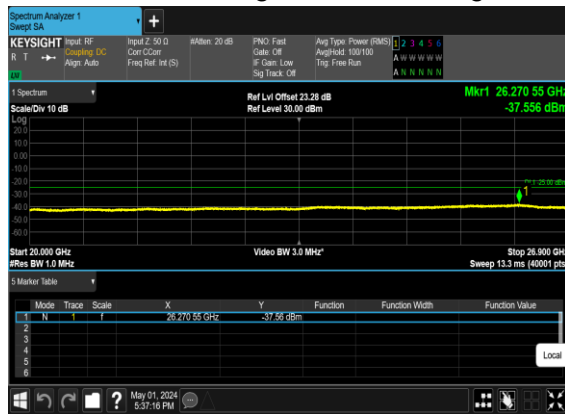 Spectrum Analyzer 1
Swept SA
+
KEYSIGHT
R T
LW
Input: RF
Coupling: DC
Align: Auto
Input Z: 50 Ω
Corr CCorr
Freq Ref: Int (S)
#Atten: 20 dB
PNO: Fast
Gate: Off
IF Gain: Low
Sig Track: Off
Avg Type: Power (RMS)
Avg|Hold: 100/100
Trig: Free Run
1 2 3 4 5 6
A W W W W W
A N N N N N
1 Spectrum
Scale/Div 10 dB
Ref Lvl Offset 23.28 dB
Ref Level 30.00 dBm
Mkr1 26.270 55 GHz
-37.556 dBm
Log
20.0
10.0
0.00
-10.0
-20.0
-30.0
-40.0
-50.0
-60.0
DL1 -25.00 dBm
1
Start 20.000 GHz
#Res BW 1.0 MHz
Video BW 3.0 MHz*
Stop 26.900 GHz
Sweep 13.3 ms (40001 pts
5 Marker Table
Mode Trace Scale X Y Function Function Width Function Value
1 N 1 f 26.270 55 GHz -37.56 dBm
2
3
4
5
6
Local
?
May 01, 2024
5:37:16 PM